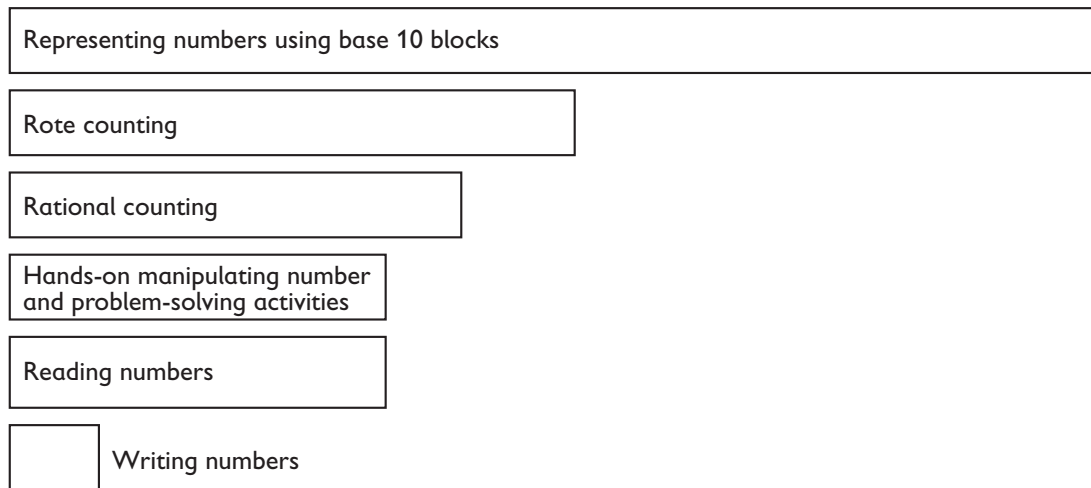 Representing numbers using base 10 blocks
Rote counting
Rational counting
Hands-on manipulating number
and problem-solving activities
Reading numbers
Writing numbers